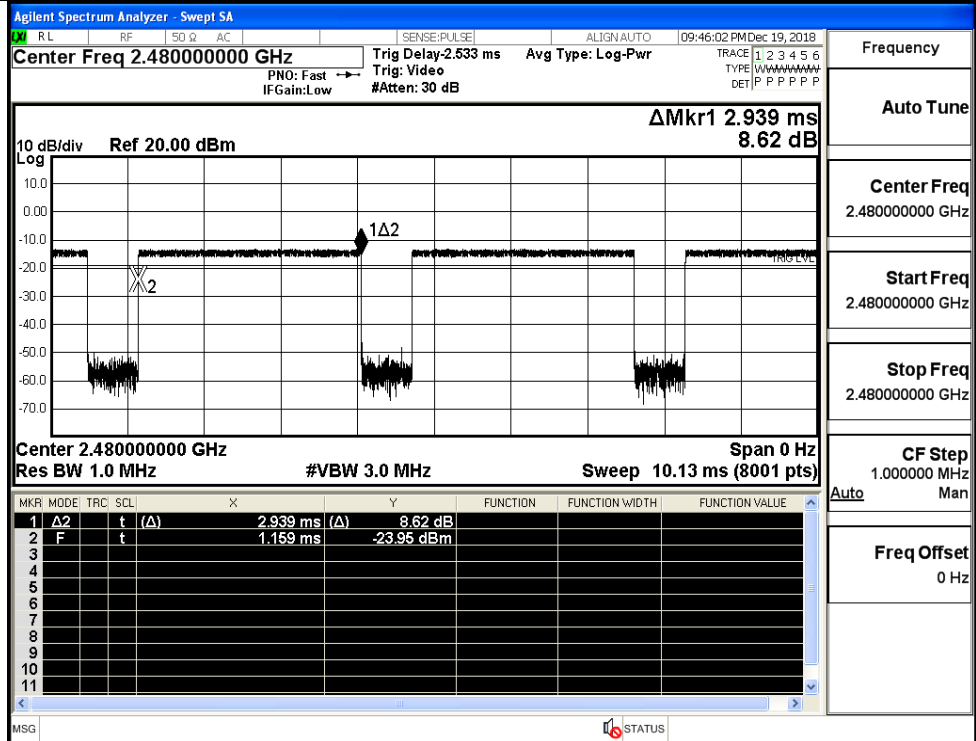 Agilent Spectrum Analyzer - Swept SA
LXI RL RF 50 Ω AC SENSE:PULSE ALIGN AUTO 09:46:02 PM Dec 19, 2018
Center Freq 2.480000000 GHz
PNO: Fast
IFGain:Low
Trig Delay-2.533 ms
Trig: Video
#Atten: 30 dB
Avg Type: Log-Pwr
TRACE 1 2 3 4 5 6
TYPE WWWWWW
DET P P P P P P
ΔMkr1 2.939 ms
8.62 dB
10 dB/div Ref 20.00 dBm
Log
10.0
0.00
-10.0
-20.0
-30.0
-40.0
-50.0
-60.0
-70.0
1Δ2
2
TRIG LVL
Center 2.480000000 GHz Span 0 Hz
Res BW 1.0 MHz #VBW 3.0 MHz Sweep 10.13 ms (8001 pts)
MKR MODE TRC SCL X Y FUNCTION FUNCTION WIDTH FUNCTION VALUE
1 Δ2 t (Δ) 2.939 ms (Δ) 8.62 dB
2 F t 1.159 ms -23.95 dBm
3
4
5
6
7
8
9
10
11
MSG STATUS
Frequency
Auto Tune
Center Freq
2.480000000 GHz
Start Freq
2.480000000 GHz
Stop Freq
2.480000000 GHz
CF Step
1.000000 MHz
Auto Man
Freq Offset
0 Hz